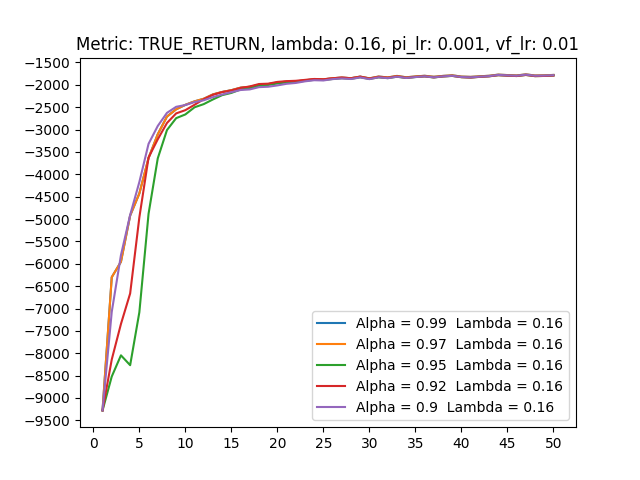 Metric: TRUE_RETURN, lambda: 0.16, pi_lr: 0.001, vf_lr: 0.01
−1500
−2000
−2500
−3000
−3500
−4000
−4500
−5000
−5500
−6000
−6500
−7000
−7500
−8000
−8500
−9000
−9500
Alpha = 0.99  Lambda = 0.16
Alpha = 0.97  Lambda = 0.16
Alpha = 0.95  Lambda = 0.16
Alpha = 0.92  Lambda = 0.16
Alpha = 0.9  Lambda = 0.16
0 5 10 15 20 25 30 35 40 45 50